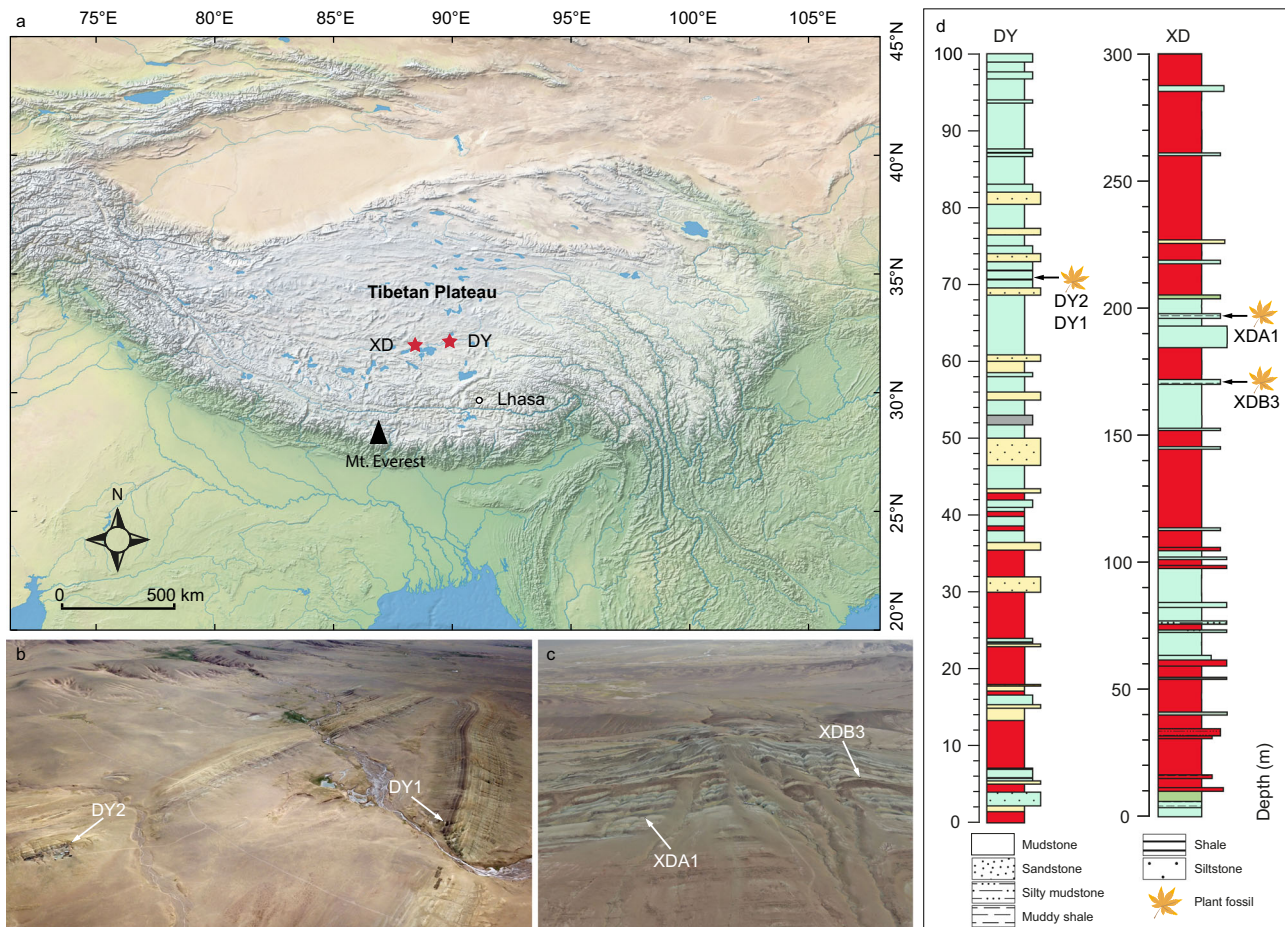 a
75°E 80°E 85°E 90°E 95°E 100°E 105°E
45°N
40°N
35°N
30°N
25°N
20°N
Tibetan Plateau
XD
DY
Lhasa
Mt. Everest
N
0 500 km
b
DY2
DY1
c
XDB3
XDA1
d
DY
100
90
80
70
60
50
40
30
20
10
0
DY2
DY1
XD
300
300
200
150
100
50
0
XDA1
XDB3
Depth (m)
Mudstone
Sandstone
Silty mudstone
Muddy shale
Shale
Siltstone
Plant fossil